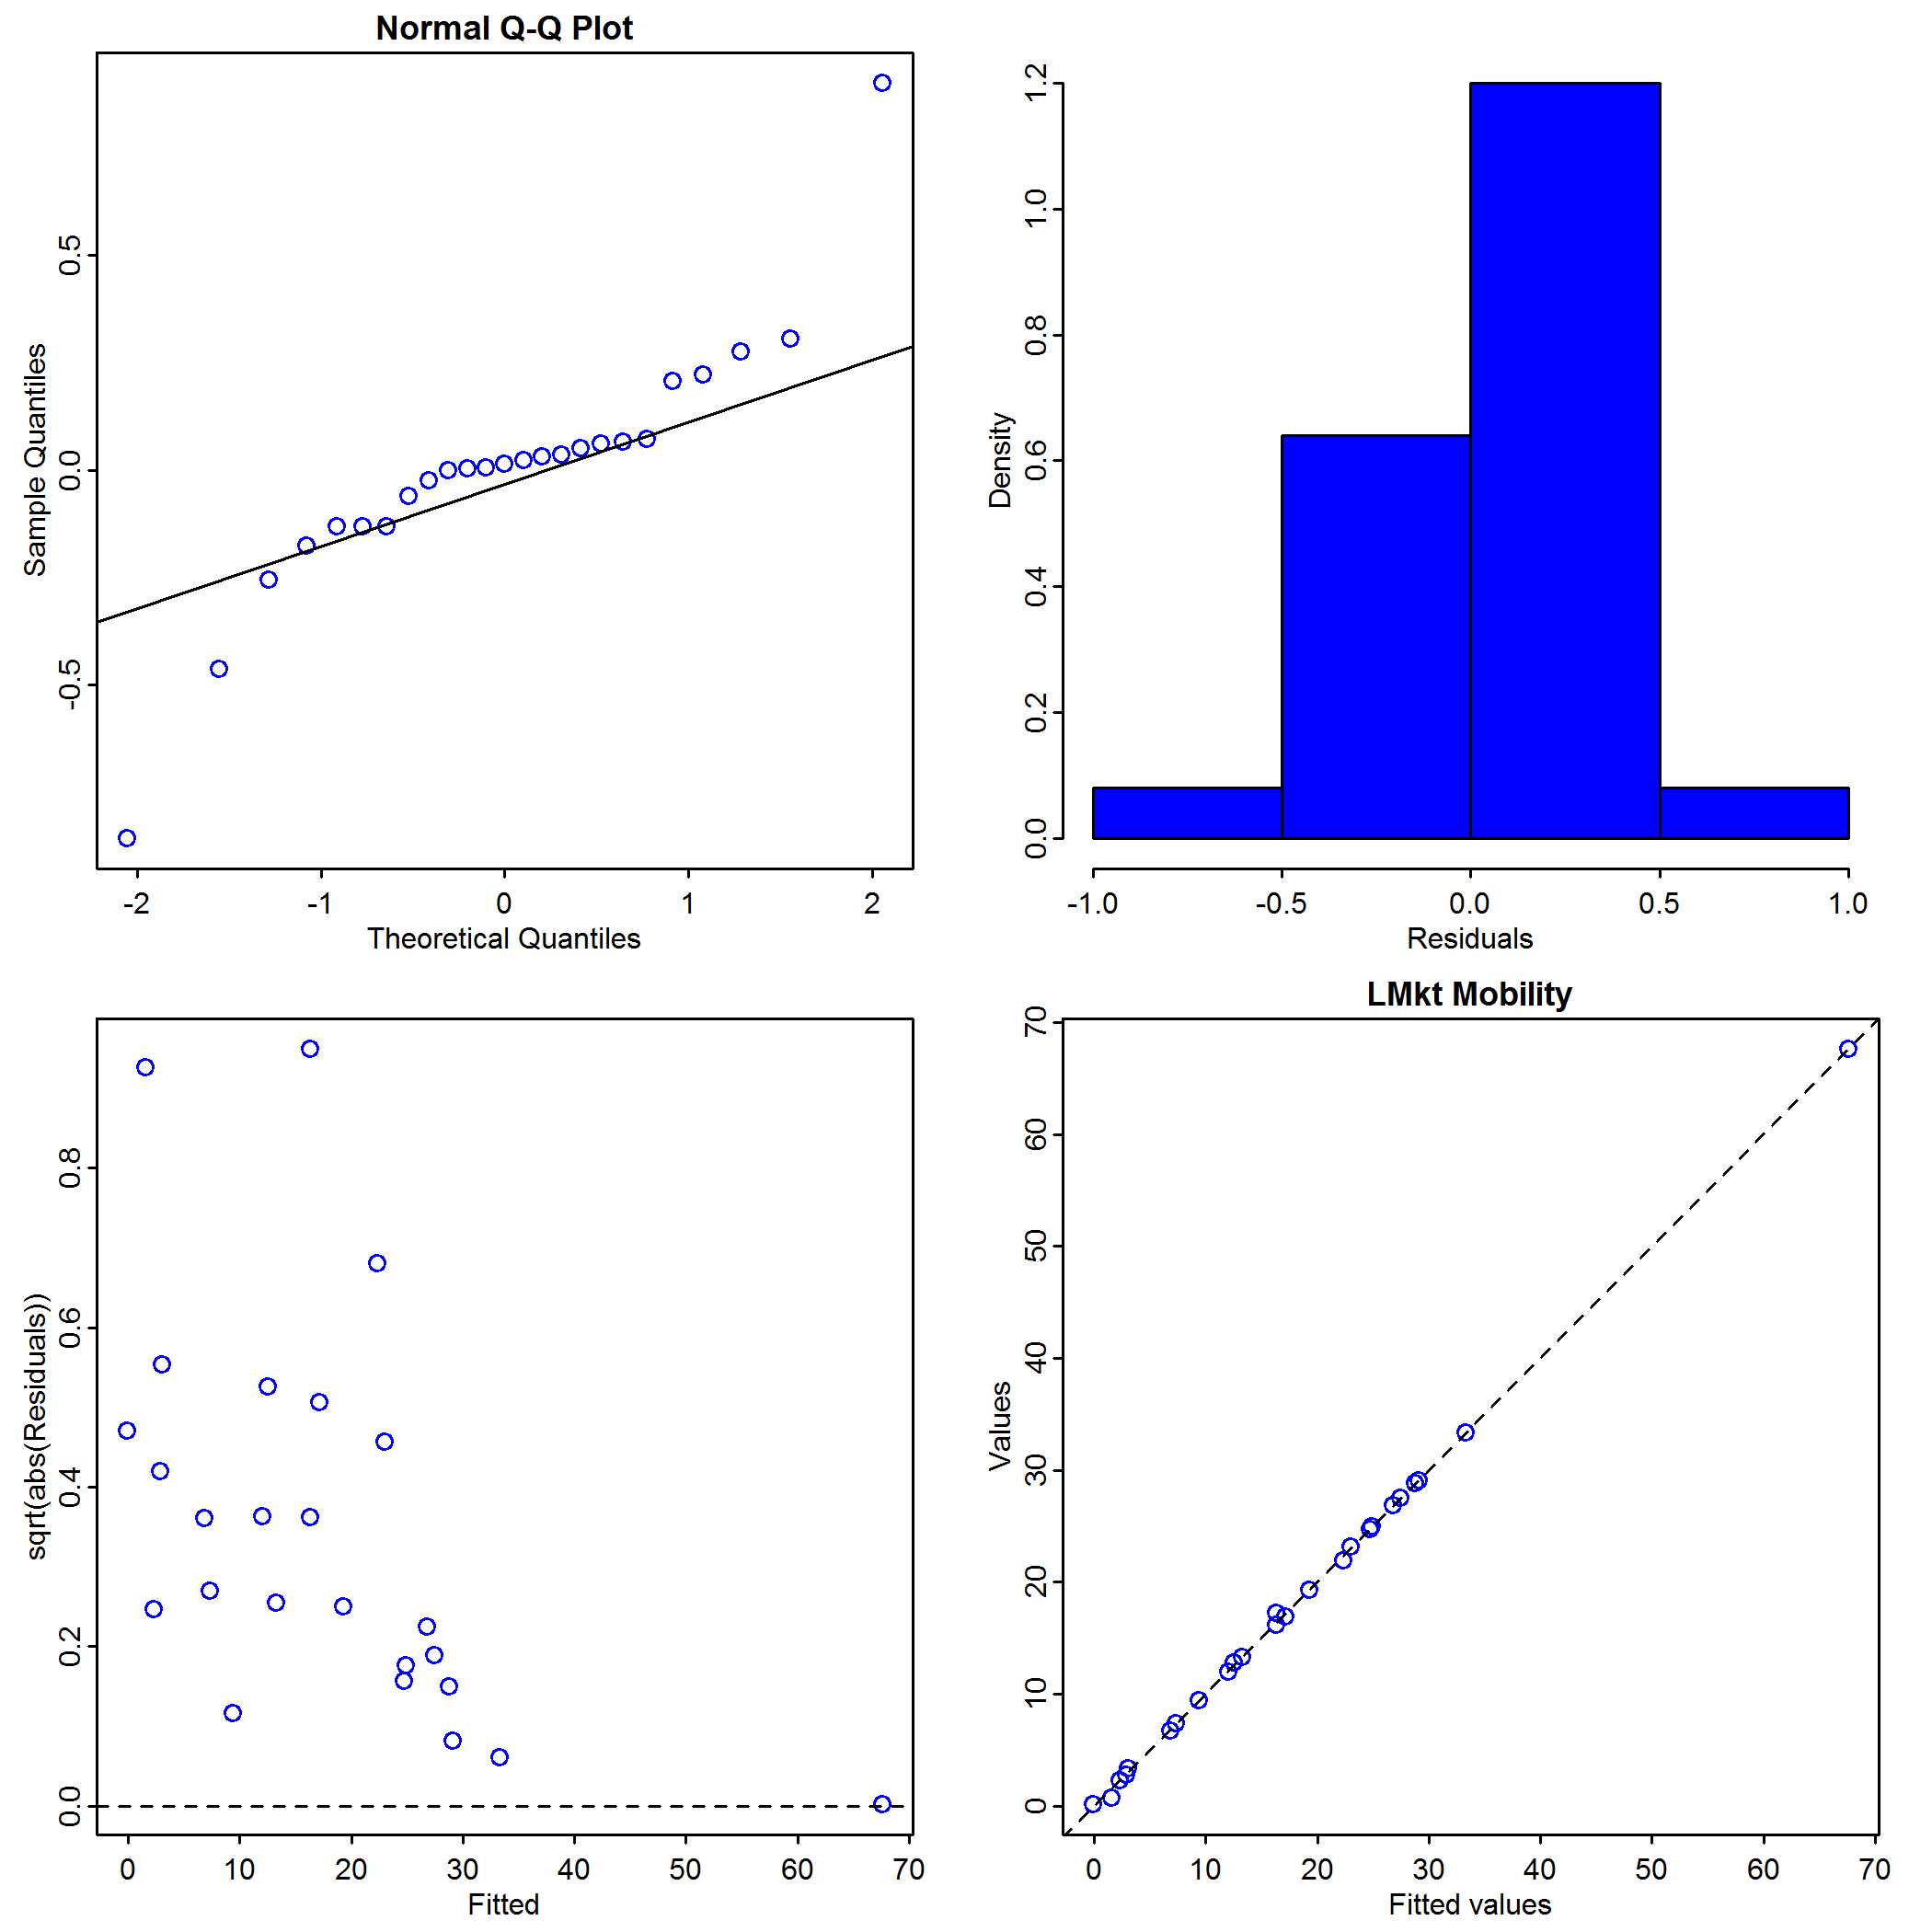 Normal Q-Q Plot
Sample Quantiles
0.5
0.0
-0.5
-2 -1 0 1 2
Theoretical Quantiles
Density
1.2
1.0
0.8
0.6
0.4
0.2
0.0
-1.0 -0.5 0.0 0.5 1.0
Residuals
sqrt(abs(Residuals))
0.8
0.6
0.4
0.2
0.0
0 10 20 30 40 50 60 70
Fitted
LMkt Mobility
Values
70
60
50
40
30
20
10
0
0 10 20 30 40 50 60 70
Fitted values